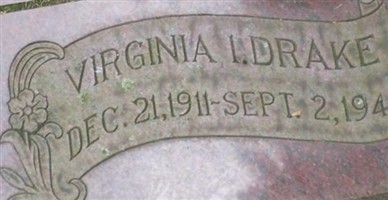 VIRGINIA I. DRAKE
DEC. 21, 1911 - SEPT. 2, 194